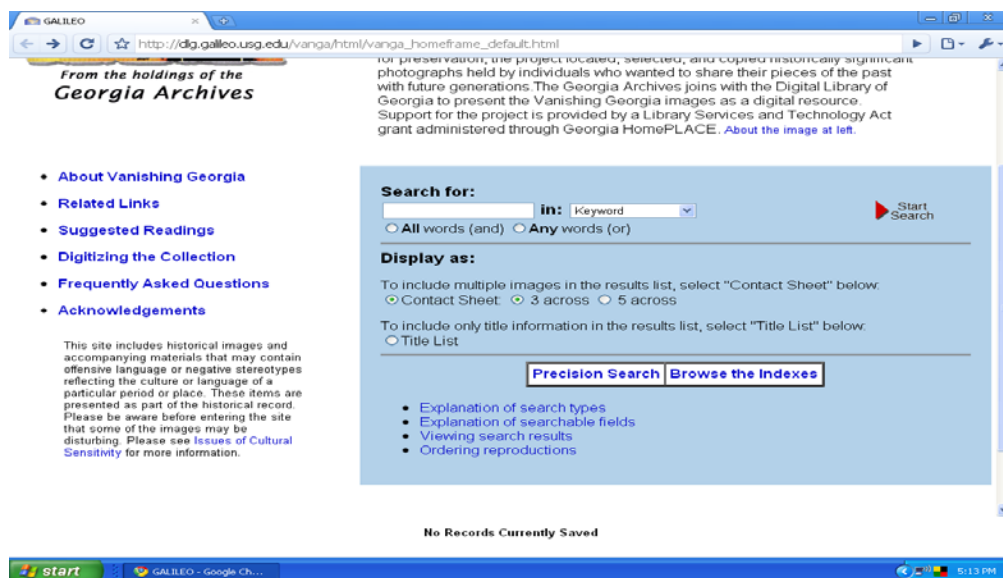 GALILEO
http://dlg.galileo.usg.edu/vanga/html/vanga_homeframe_default.html
From the holdings of the
Georgia Archives
for preservation, the project located, selected, and copied historically significant
photographs held by individuals who wanted to share their pieces of the past
with future generations.The Georgia Archives joins with the Digital Library of
Georgia to present the Vanishing Georgia images as a digital resource.
Support for the project is provided by a Library Services and Technology Act
grant administered through Georgia HomePLACE. About the image at left.
• About Vanishing Georgia
• Related Links
• Suggested Readings
• Digitizing the Collection
• Frequently Asked Questions
• Acknowledgements
This site includes historical images and
accompanying materials that may contain
offensive language or negative stereotypes
reflecting the culture or language of a
particular period or place. These items are
presented as part of the historical record.
Please be aware before entering the site
that some of the images may be
disturbing. Please see Issues of Cultural
Sensitivity for more information.
Search for:
in: Keyword
Start
Search
All words (and) Any words (or)
Display as:
To include multiple images in the results list, select "Contact Sheet" below:
Contact Sheet: 3 across 5 across
To include only title information in the results list, select "Title List" below:
Title List
Precision Search Browse the Indexes
• Explanation of search types
• Explanation of searchable fields
• Viewing search results
• Ordering reproductions
No Records Currently Saved
start
GALILEO - Google Ch...
5:13 PM